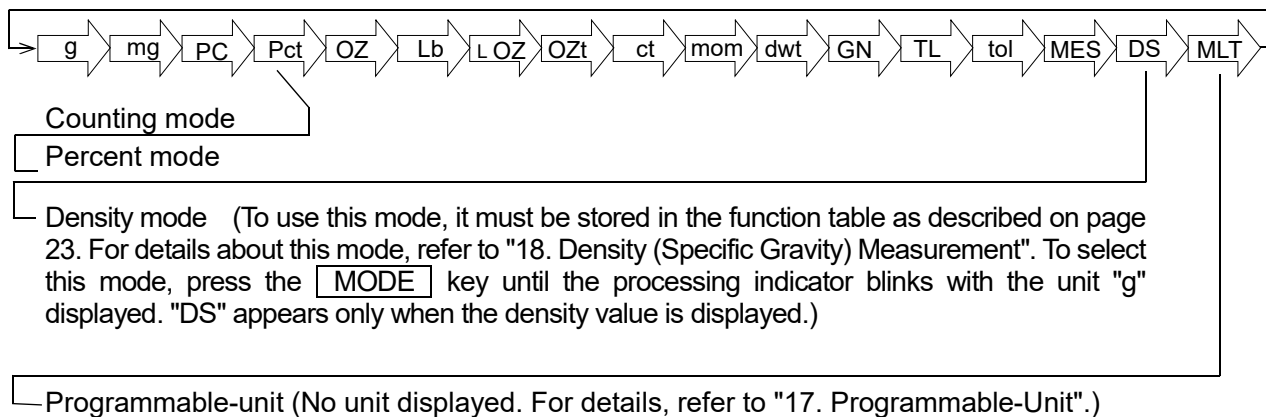 g mg PC Pct OZ Lb L OZ OZt ct mom dwt GN TL tol MES DS MLT
Counting mode
Percent mode
Density mode (To use this mode, it must be stored in the function table as described on page
23. For details about this mode, refer to "18. Density (Specific Gravity) Measurement". To select
this mode, press the MODE key until the processing indicator blinks with the unit "g"
displayed. "DS" appears only when the density value is displayed.)
Programmable-unit (No unit displayed. For details, refer to "17. Programmable-Unit".)